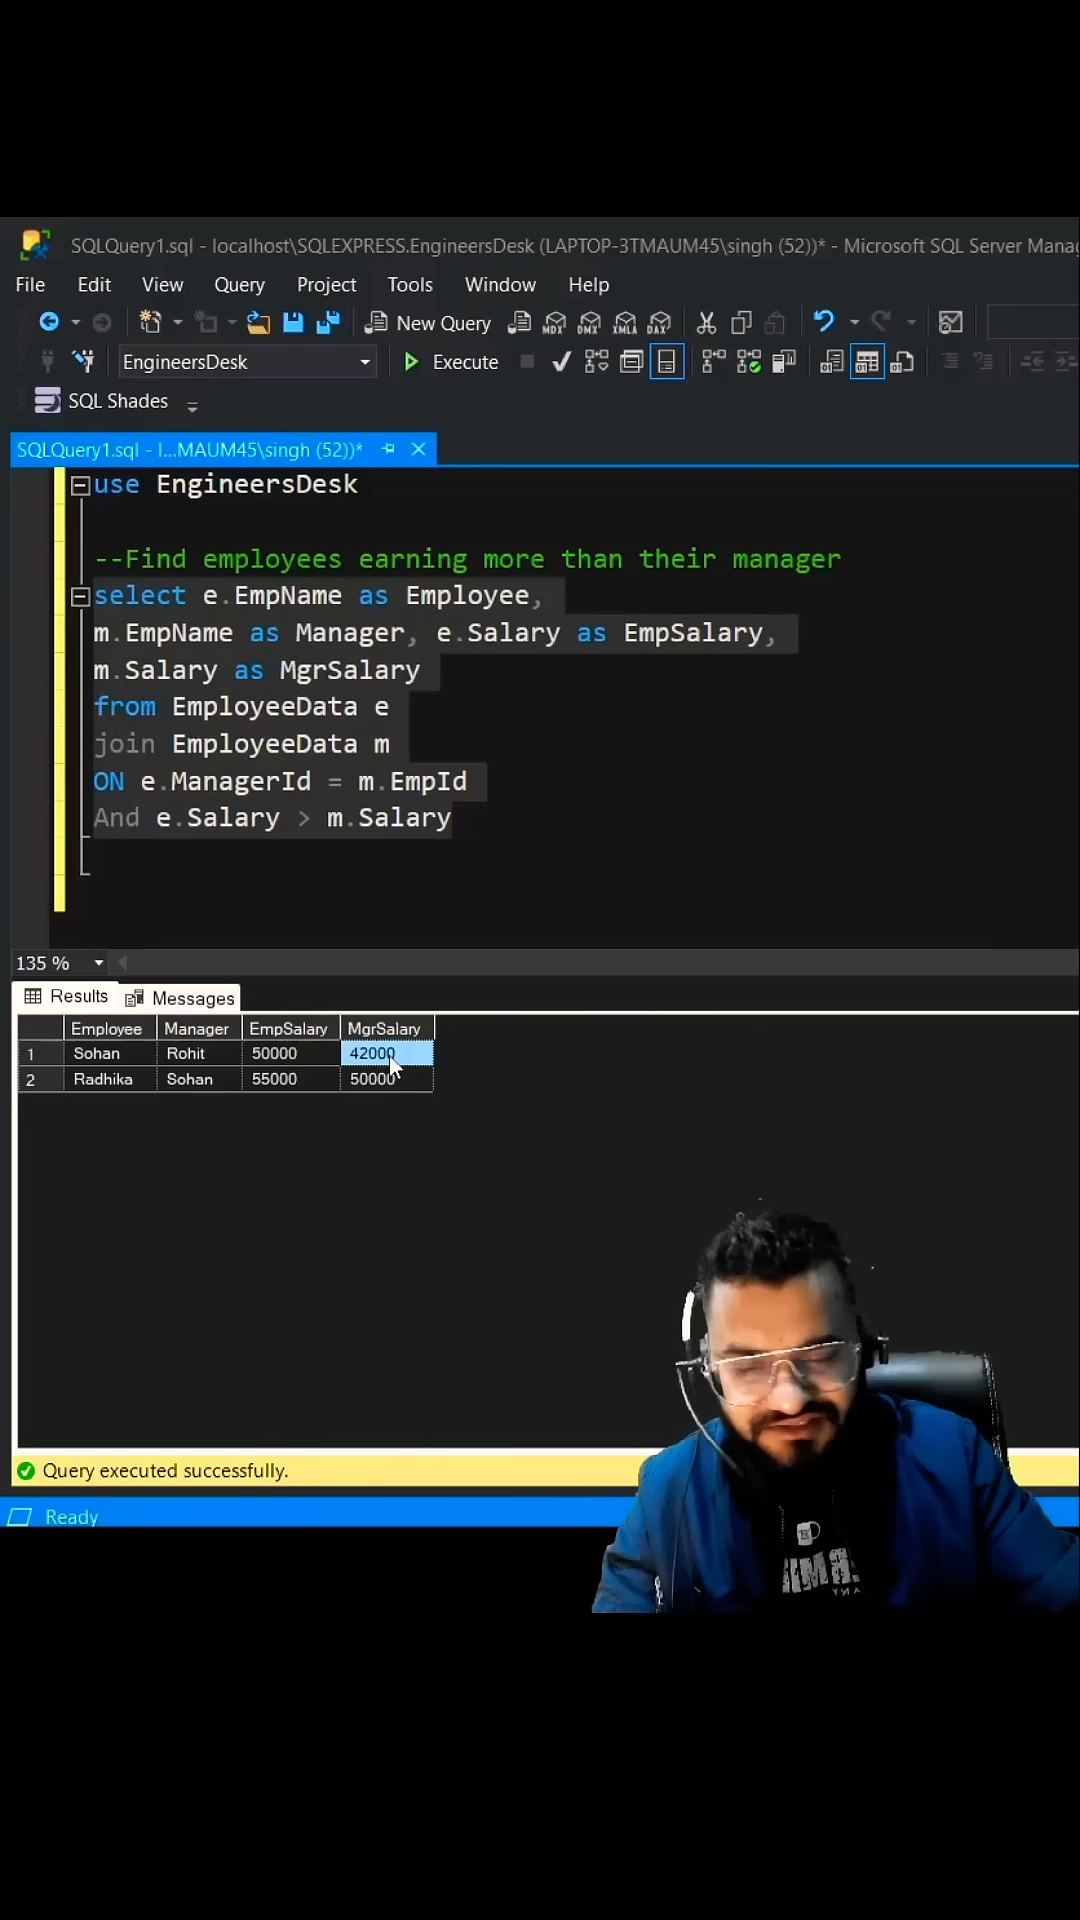 SQLQuery1.sql - localhost\SQLEXPRESS.EngineersDesk (LAPTOP-3TMAUM45\singh (52))* - Microsoft SQL Server
File Edit View Query Project Tools Window Help
New Query MDX DMX XMLA DAX
EngineersDesk Execute
SQL Shades
SQLQuery1.sql - l...MAUM45\singh (52))*
use EngineersDesk
--Find employees earning more than their manager
select e.EmpName as Employee,
m.EmpName as Manager, e.Salary as EmpSalary,
m.Salary as MgrSalary
from EmployeeData e
join EmployeeData m
ON e.ManagerId = m.EmpId
And e.Salary > m.Salary
135 %
Results Messages
Employee Manager EmpSalary MgrSalary
1 Sohan Rohit 50000 42000
2 Radhika Sohan 55000 50000
Query executed successfully.
Ready